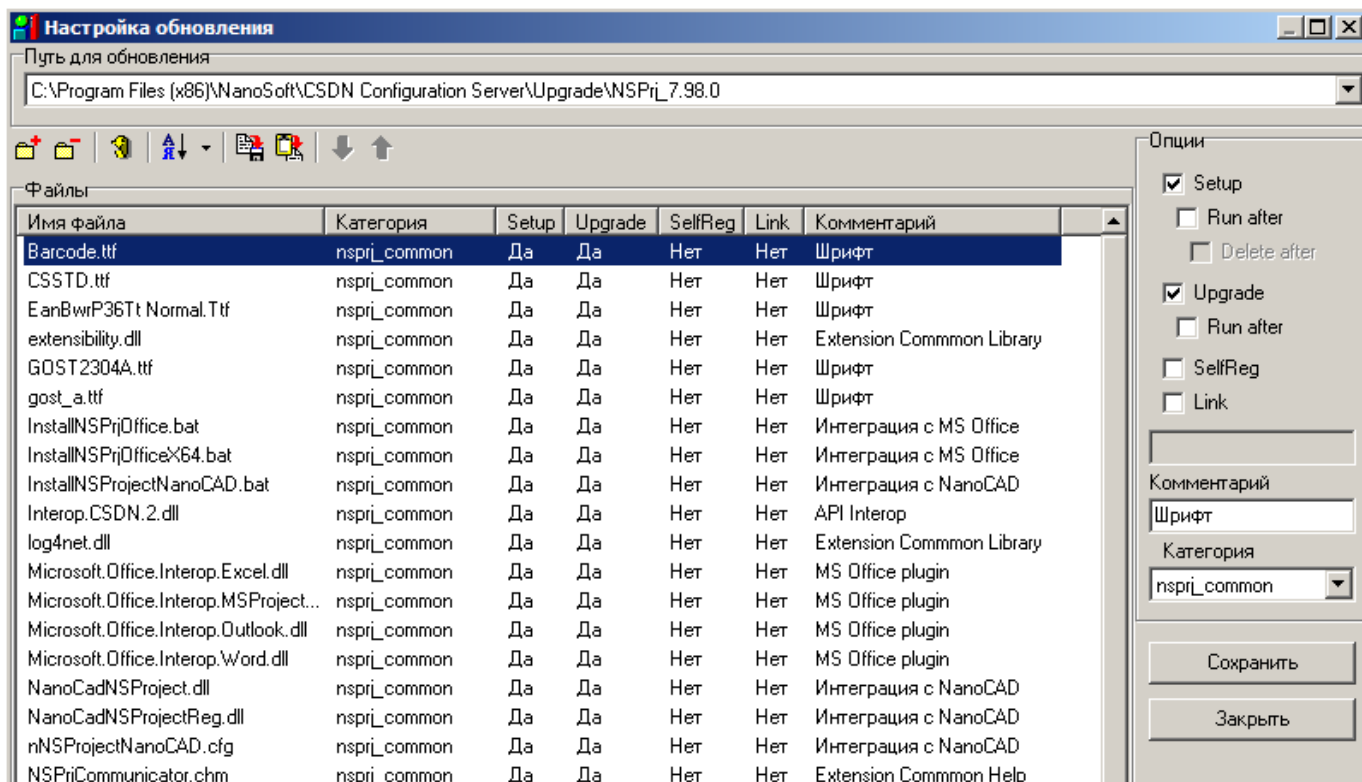 Настройка обновления
Путь для обновления
C:\Program Files (x86)\NanoSoft\CSDN Configuration Server\Upgrade\NSPrj_7.98.0
Файлы
Имя файла Категория Setup Upgrade SelfReg Link Комментарий
Barcode.ttf nsprj_common Да Да Нет Нет Шрифт
CSSTD.ttf nsprj_common Да Да Нет Нет Шрифт
EanBwrP36Tt Normal.Ttf nsprj_common Да Да Нет Нет Шрифт
extensibility.dll nsprj_common Да Да Нет Нет Extension Commmon Library
GOST2304A.ttf nsprj_common Да Да Нет Нет Шрифт
gost_a.ttf nsprj_common Да Да Нет Нет Шрифт
InstallNSPrjOffice.bat nsprj_common Да Да Нет Нет Интеграция с MS Office
InstallNSPrjOfficeX64.bat nsprj_common Да Да Нет Нет Интеграция с MS Office
InstallNSProjectNanoCAD.bat nsprj_common Да Да Нет Нет Интеграция с NanoCAD
Interop.CSDN.2.dll nsprj_common Да Да Нет Нет API Interop
log4net.dll nsprj_common Да Да Нет Нет Extension Commmon Library
Microsoft.Office.Interop.Excel.dll nsprj_common Да Да Нет Нет MS Office plugin
Microsoft.Office.Interop.MSProject... nsprj_common Да Да Нет Нет MS Office plugin
Microsoft.Office.Interop.Outlook.dll nsprj_common Да Да Нет Нет MS Office plugin
Microsoft.Office.Interop.Word.dll nsprj_common Да Да Нет Нет MS Office plugin
NanoCadNSProject.dll nsprj_common Да Да Нет Нет Интеграция с NanoCAD
NanoCadNSProjectReg.dll nsprj_common Да Да Нет Нет Интеграция с NanoCAD
nNSProjectNanoCAD.cfg nsprj_common Да Да Нет Нет Интеграция с NanoCAD
NSPrjCommunicator.chm nsprj_common Да Да Нет Нет Extension Commmon Help
Опции
Setup
Run after
Delete after
Upgrade
Run after
SelfReg
Link
Комментарий
Шрифт
Категория
nsprj_common
Сохранить
Закрыть